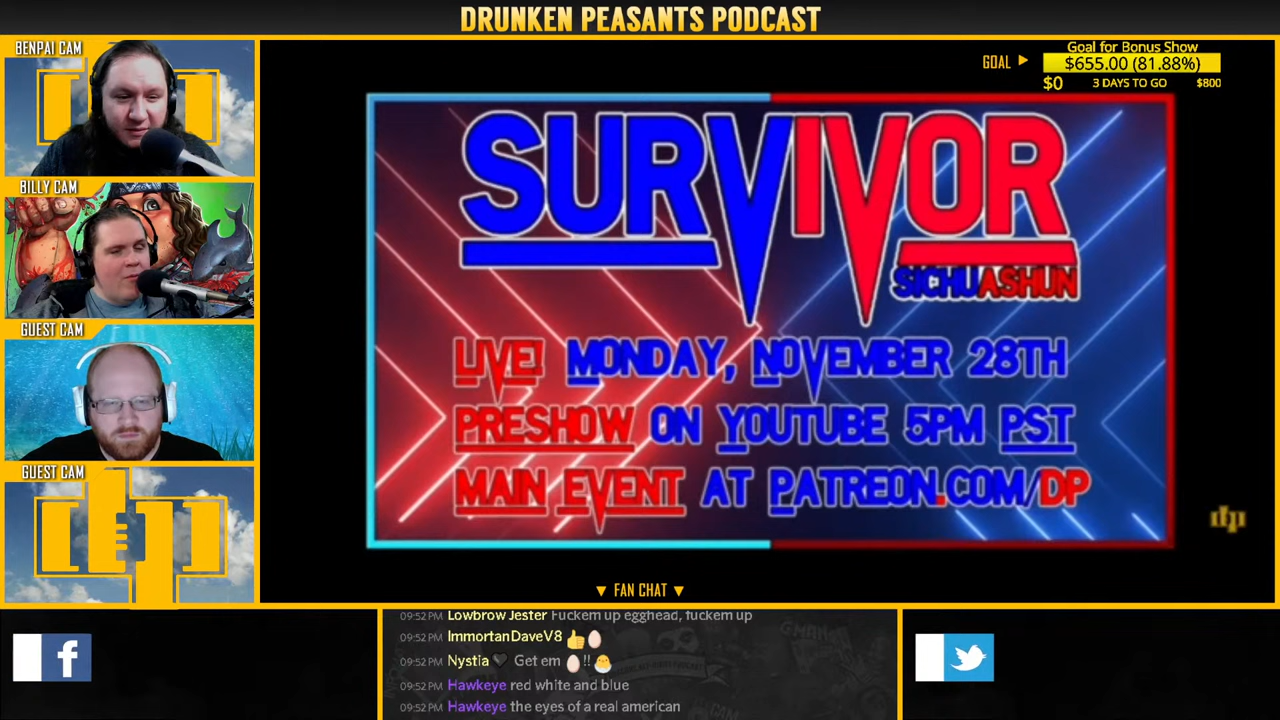 DRUNKEN PEASANTS PODCAST
BENPAI CAM
BILLY CAM
GUEST CAM
GUEST CAM
GOAL ▶
Goal for Bonus Show
$655.00 (81.88%)
$0 3 DAYS TO GO $800
SURVIVOR
SICHUASHUN
LIVE! MONDAY, NOVEMBER 28TH
PRESHOW ON YOUTUBE 5PM PST
MAIN EVENT AT PATREON.COM/DP
dp
▼ FAN CHAT ▼
09:52 PM Lowbrow Jester Fuckem up egghead, fuckem up
09:52 PM ImmortanDaveV8 👍🥚
09:52 PM Nystia 🖤 Get em 🥚!!🐣
09:52 PM Hawkeye red white and blue
09:52 PM Hawkeye the eyes of a real american